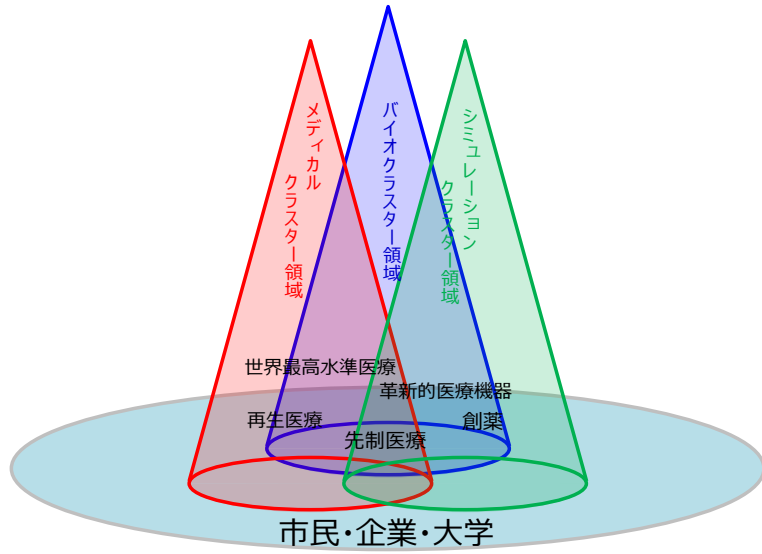 メディカル
クラスター領域
バイオクラスター領域
シミュレーション
クラスター領域
世界最高水準医療
革新的医療機器
再生医療
創薬
先制医療
市民・企業・大学